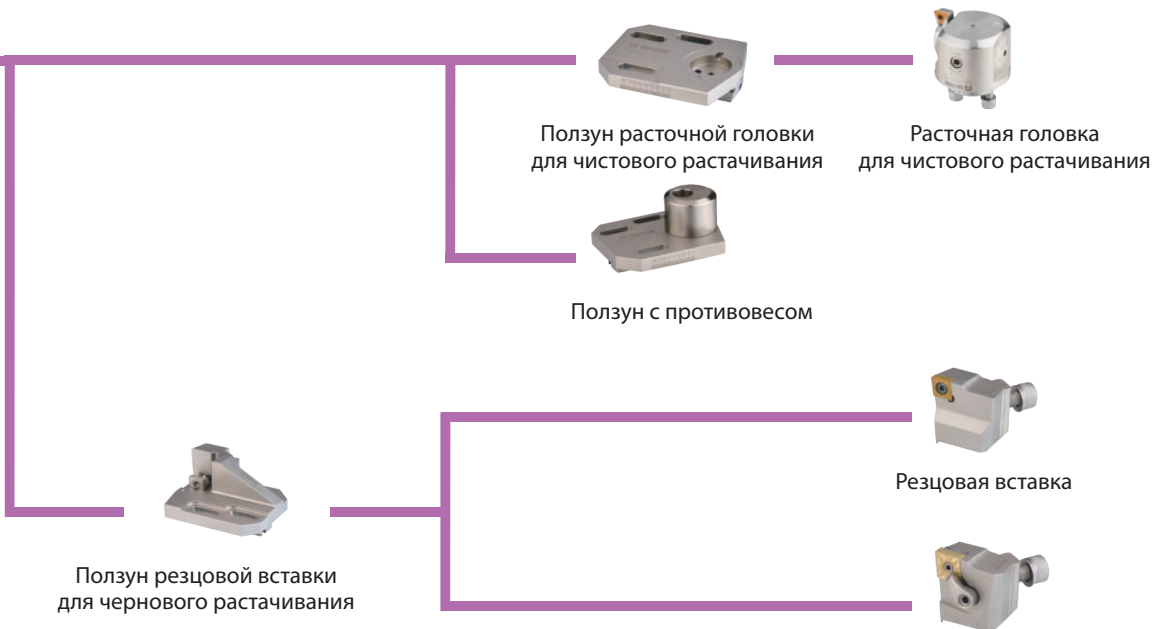 Ползун расточной головки
для чистового растачивания
Расточная головка
для чистового растачивания
Ползун с противовесом
Резцовая вставка
Ползун резцовой вставки
для чернового растачивания